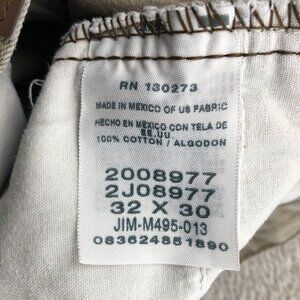 RN 130273
MADE IN MEXICO OF US FABRIC
HECHO EN MEXICO CON TELA DE
EE.UU
100% COTTON / ALGODON
2008977
2J08977
32 X 30
JIM-M495-013
083624851890